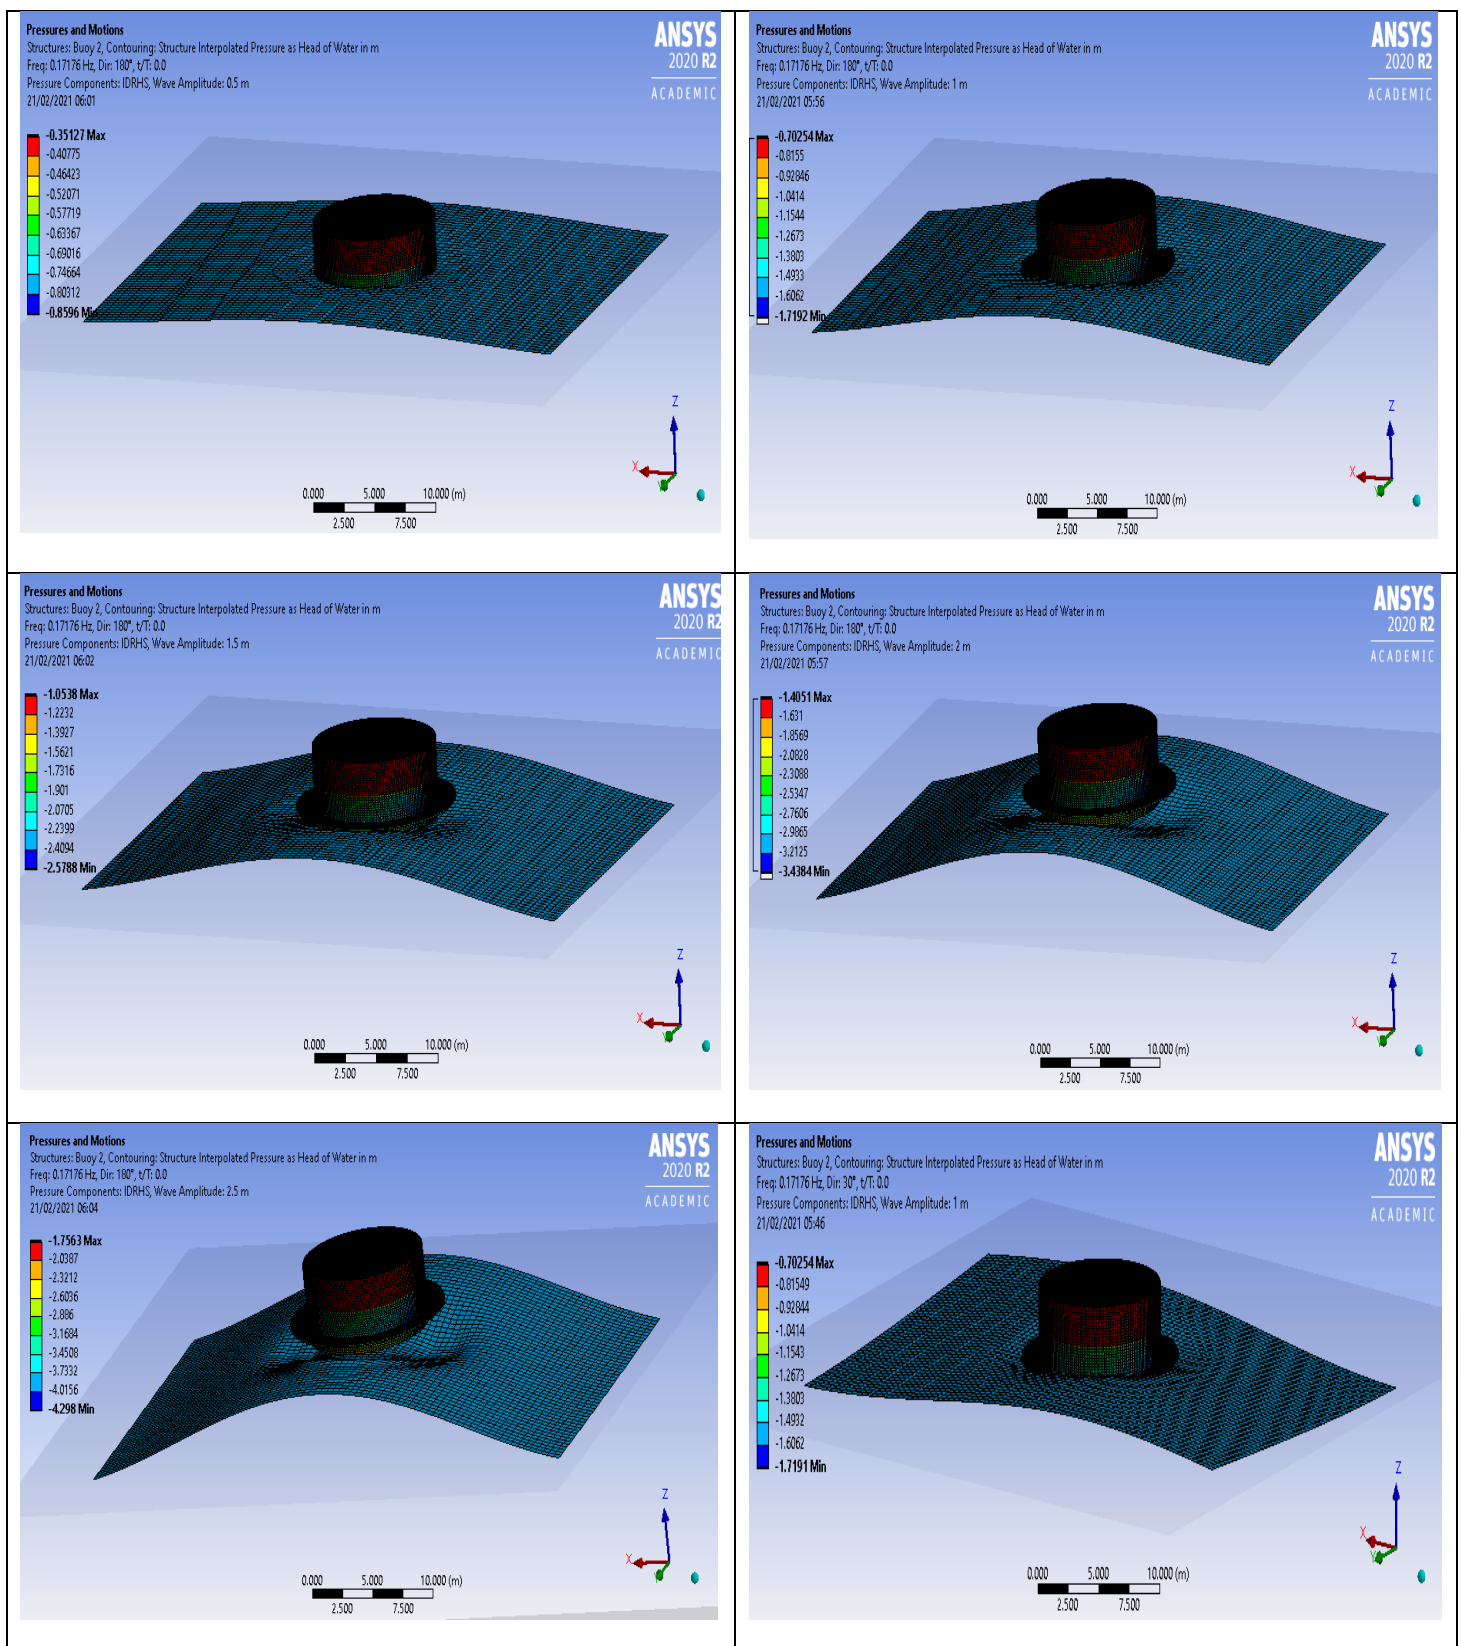 Pressures and Motions
Structures: Buoy 2, Contouring: Structure Interpolated Pressure as Head of Water in m
Freq: 0.17176 Hz, Dir: 180°, t/T: 0.0
Pressure Components: IDRHS, Wave Amplitude: 0.5 m
21/02/2021 06:01
ANSYS
2020 R2
ACADEMIC
-0.35127 Max
-0.40775
-0.46423
-0.52071
-0.57719
-0.63367
-0.69016
-0.74664
-0.80312
-0.8596 Min
Z
X
Y
0.000 5.000 10.000 (m)
2.500 7.500
Pressures and Motions
Structures: Buoy 2, Contouring: Structure Interpolated Pressure as Head of Water in m
Freq: 0.17176 Hz, Dir: 180°, t/T: 0.0
Pressure Components: IDRHS, Wave Amplitude: 1 m
21/02/2021 05:56
ANSYS
2020 R2
ACADEMIC
-0.70254 Max
-0.8155
-0.92846
-1.0414
-1.1544
-1.2673
-1.3803
-1.4933
-1.6062
-1.7192 Min
Z
X
Y
0.000 5.000 10.000 (m)
2.500 7.500
Pressures and Motions
Structures: Buoy 2, Contouring: Structure Interpolated Pressure as Head of Water in m
Freq: 0.17176 Hz, Dir: 180°, t/T: 0.0
Pressure Components: IDRHS, Wave Amplitude: 1.5 m
21/02/2021 06:02
ANSYS
2020 R2
ACADEMIC
-1.0538 Max
-1.2232
-1.3927
-1.5621
-1.7316
-1.901
-2.0705
-2.2399
-2.4094
-2.5788 Min
Z
X
Y
0.000 5.000 10.000 (m)
2.500 7.500
Pressures and Motions
Structures: Buoy 2, Contouring: Structure Interpolated Pressure as Head of Water in m
Freq: 0.17176 Hz, Dir: 180°, t/T: 0.0
Pressure Components: IDRHS, Wave Amplitude: 2 m
21/02/2021 05:57
ANSYS
2020 R2
ACADEMIC
-1.4051 Max
-1.631
-1.8569
-2.0828
-2.3088
-2.5347
-2.7606
-2.9865
-3.2125
-3.4384 Min
Z
X
Y
0.000 5.000 10.000 (m)
2.500 7.500
Pressures and Motions
Structures: Buoy 2, Contouring: Structure Interpolated Pressure as Head of Water in m
Freq: 0.17176 Hz, Dir: 180°, t/T: 0.0
Pressure Components: IDRHS, Wave Amplitude: 2.5 m
21/02/2021 06:04
ANSYS
2020 R2
ACADEMIC
-1.7563 Max
-2.0387
-2.3212
-2.6036
-2.886
-3.1684
-3.4508
-3.7332
-4.0156
-4.298 Min
Z
X
Y
0.000 5.000 10.000 (m)
2.500 7.500
Pressures and Motions
Structures: Buoy 2, Contouring: Structure Interpolated Pressure as Head of Water in m
Freq: 0.17176 Hz, Dir: 30°, t/T: 0.0
Pressure Components: IDRHS, Wave Amplitude: 1 m
21/02/2021 05:46
ANSYS
2020 R2
ACADEMIC
-0.70254 Max
-0.81549
-0.92844
-1.0414
-1.1543
-1.2673
-1.3803
-1.4932
-1.6062
-1.7191 Min
Z
X
Y
0.000 5.000 10.000 (m)
2.500 7.500